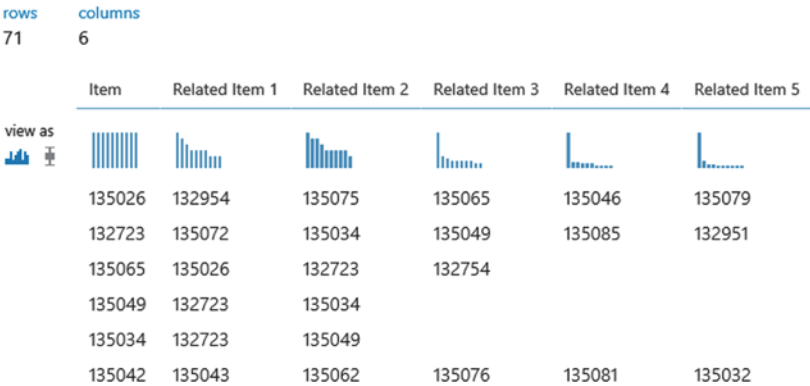 rows columns
71 6
Item Related Item 1 Related Item 2 Related Item 3 Related Item 4 Related Item 5
view as
135026 132954 135075 135065 135046 135079
132723 135072 135034 135049 135085 132951
135065 135026 132723 132754
135049 132723 135034
135034 132723 135049
135042 135043 135062 135076 135081 135032